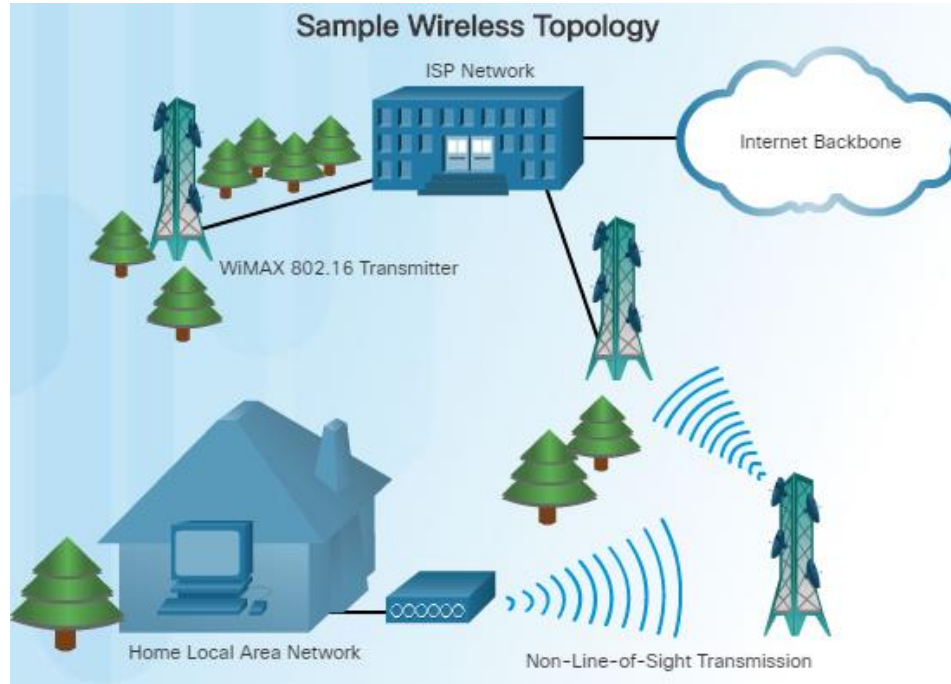 Sample Wireless Topology
ISP Network
Internet Backbone
WiMAX 802.16 Transmitter
Home Local Area Network
Non-Line-of-Sight Transmission